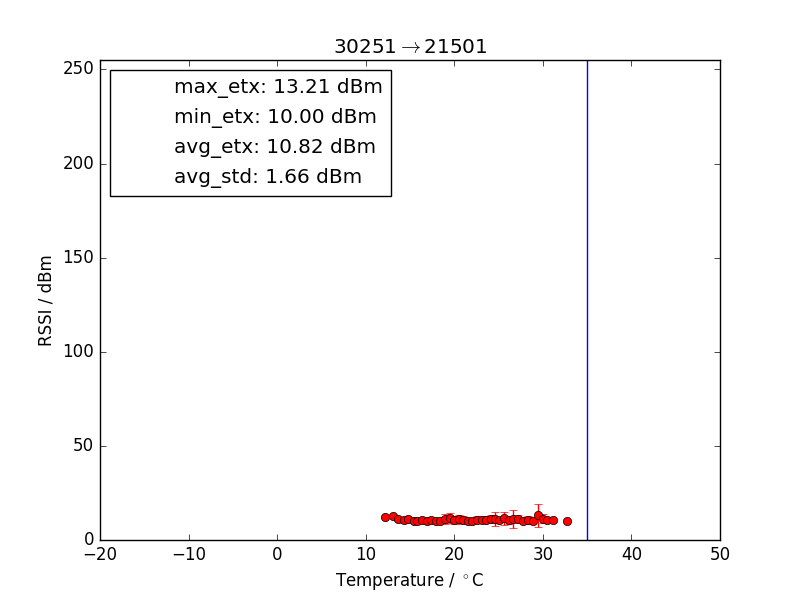 30251→21501
max_etx: 13.21 dBm
min_etx: 10.00 dBm
avg_etx: 10.82 dBm
avg_std: 1.66 dBm
RSSI / dBm
250
200
150
100
50
0
−20 −10 0 10 20 30 40 50
Temperature / °C